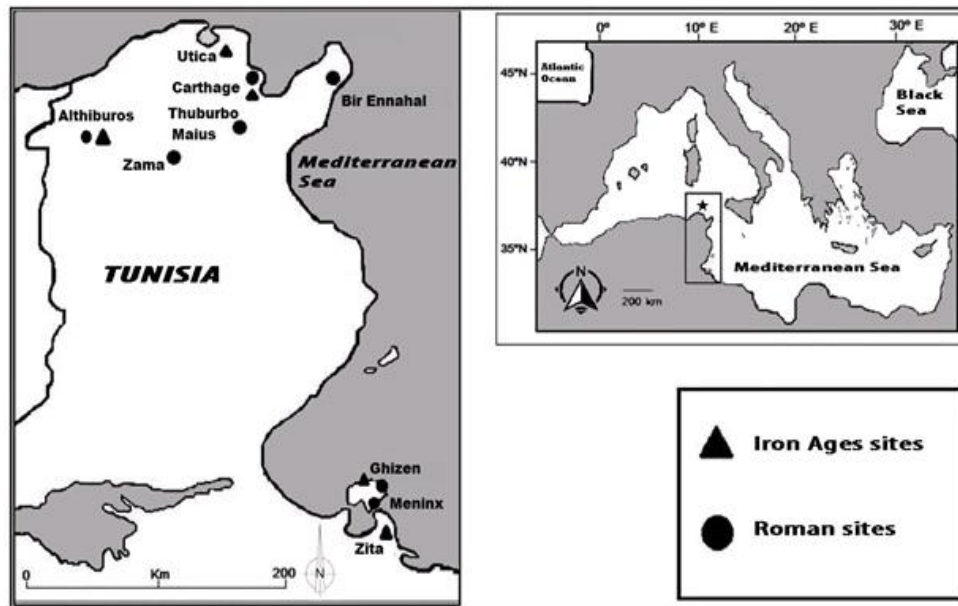 Utica
Carthage
Bir Ennahal
Althiburos
Thuburbo
Maius
Zama
Mediterranean
Sea
TUNISIA
Ghizen
Meninx
Zita
0
Km
200
N
0°
10° E
20° E
30° E
45°N
40°N
35°N
Atlantic
Ocean
Black
Sea
Mediterranean Sea
N
200 km
Iron Ages sites
Roman sites